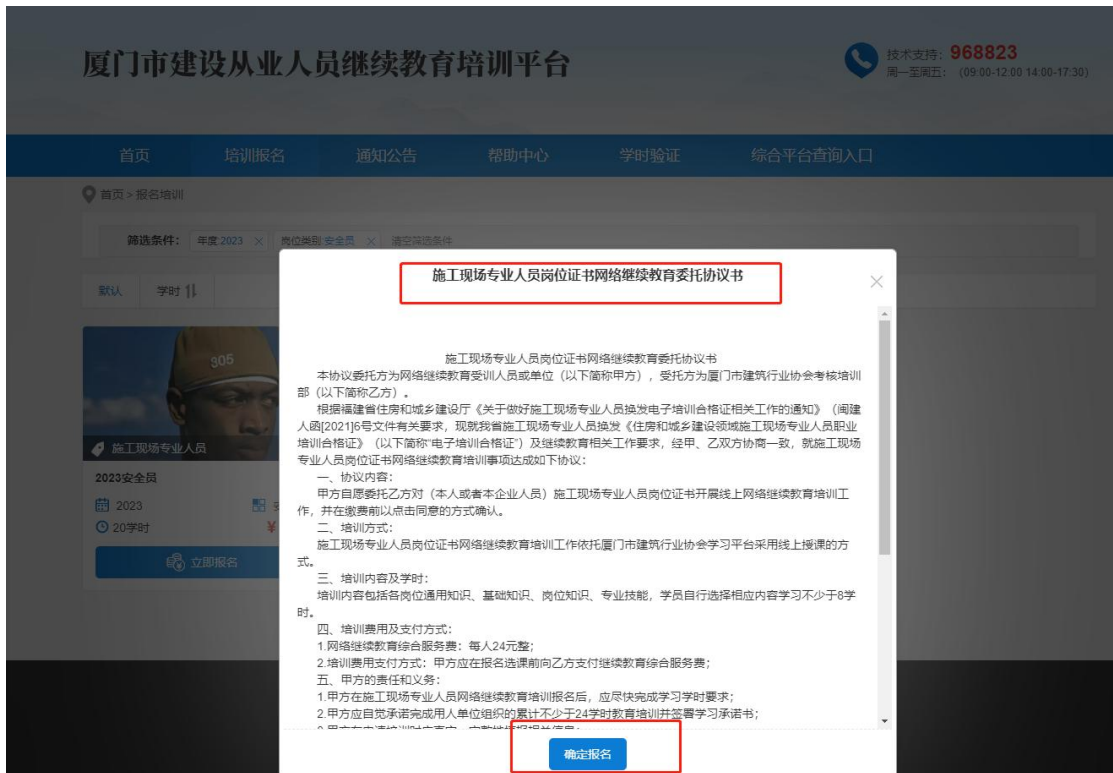 厦门市建设从业人员继续教育培训平台
技术支持：968823
周一至周五：（09:00-12:00 14:00-17:30）
首页 培训报名 通知公告 帮助中心 学时验证 综合平台查询入口
首页 > 报名培训
筛选条件： 年度:2023 × 岗位类别:安全员 × 清空筛选条件
默认 学时
305
施工现场专业人员
2023安全员
2023
20学时 ¥
立即报名
施工现场专业人员岗位证书网络继续教育委托协议书
施工现场专业人员岗位证书网络继续教育委托协议书
本协议委托方为网络继续教育受训人员或单位（以下简称甲方），受托方为厦门市建筑行业协会考核培训
部（以下简称乙方）。
根据福建省住房和城乡建设厅《关于做好施工现场专业人员换发电子培训合格证相关工作的通知》（闽建
人函[2021]6号文件有关要求，现就我省施工现场专业人员换发《住房和城乡建设领域施工现场专业人员职业
培训合格证》（以下简称“电子培训合格证”）及继续教育相关工作要求，经甲、乙双方协商一致，就施工现场
专业人员岗位证书网络继续教育培训事项达成如下协议：
一、协议内容：
甲方自愿委托乙方对（本人或者本企业人员）施工现场专业人员岗位证书开展线上网络继续教育培训工
作，并在缴费前以点击同意的方式确认。
二、培训方式：
施工现场专业人员岗位证书网络继续教育培训工作依托厦门市建筑行业协会学习平台采用线上授课的方
式。
三、培训内容及学时：
培训内容包括各岗位通用知识、基础知识、岗位知识、专业技能，学员自行选择相应内容学习不少于8学
时。
四、培训费用及支付方式：
1.网络继续教育综合服务费：每人24元整；
2.培训费用支付方式：甲方应在报名选课前向乙方支付继续教育综合服务费；
五、甲方的责任和义务：
1.甲方在施工现场专业人员网络继续教育培训报名后，应尽快完成学习学时要求；
2.甲方应自觉承诺完成用人单位组织的累计不少于24学时教育培训并签署学习承诺书；
确定报名